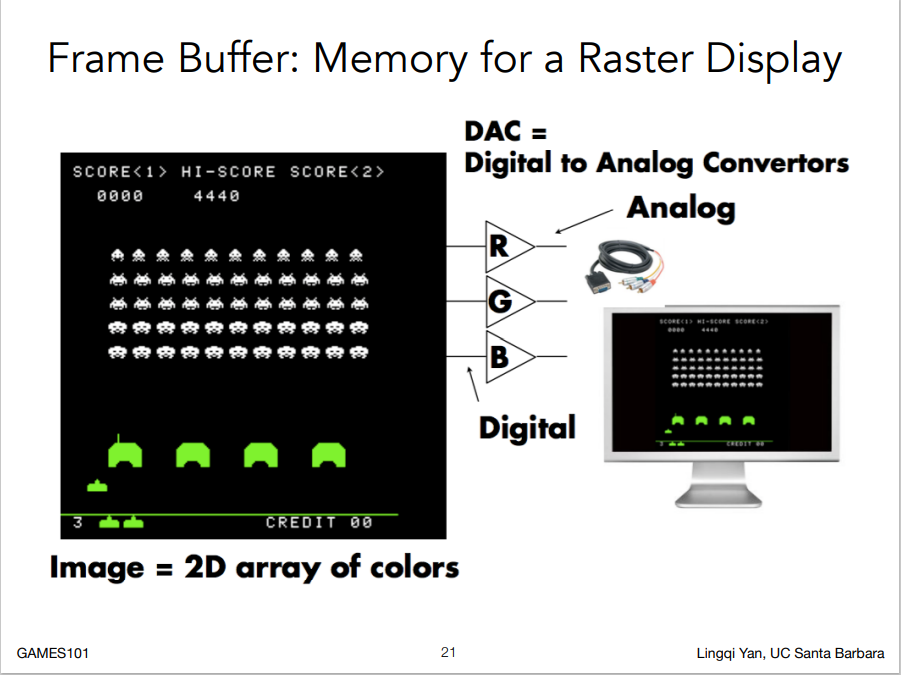 Frame Buffer: Memory for a Raster Display
DAC =
Digital to Analog Convertors
SCORE<1> HI-SCORE SCORE<2>
0000 4440
Analog
R
G
B
Digital
SCORE<1> HI-SCORE SCORE<2>
0000 4440
3 CREDIT 00
3 CREDIT 00
Image = 2D array of colors
GAMES101 21 Lingqi Yan, UC Santa Barbara